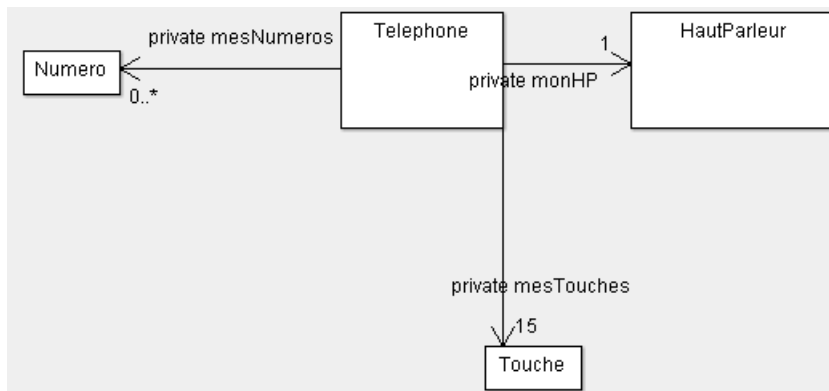 private mesNumeros
Telephone
1
HautParleur
Numero
0..*
private monHP
private mesTouches
15
Touche